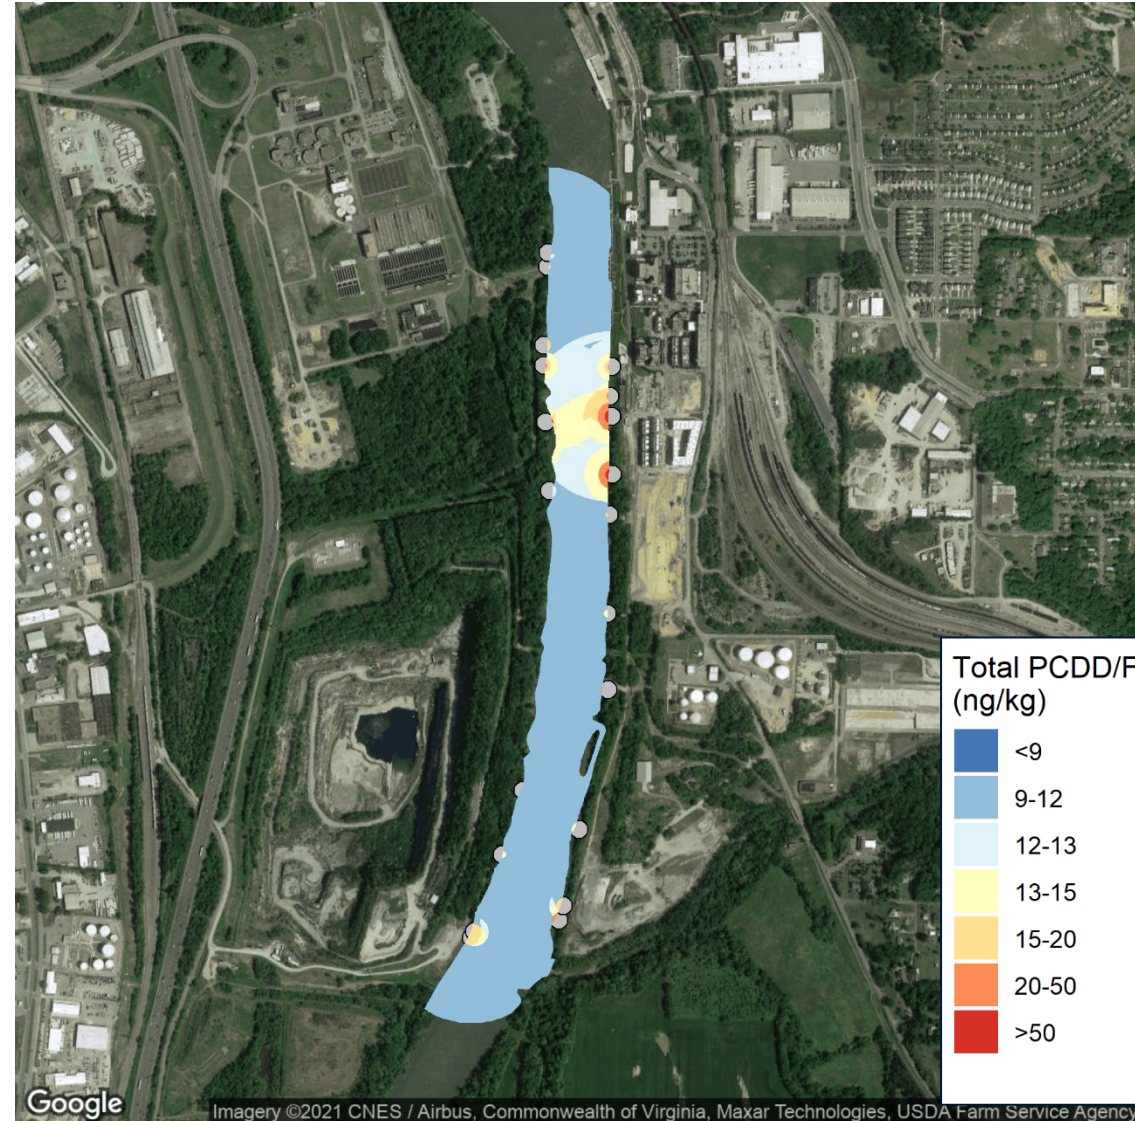 Total PCDD/F
(ng/kg)
<9
9-12
12-13
13-15
15-20
20-50
>50
Google
Imagery ©2021 CNES / Airbus, Commonwealth of Virginia, Maxar Technologies, USDA Farm Service Agency